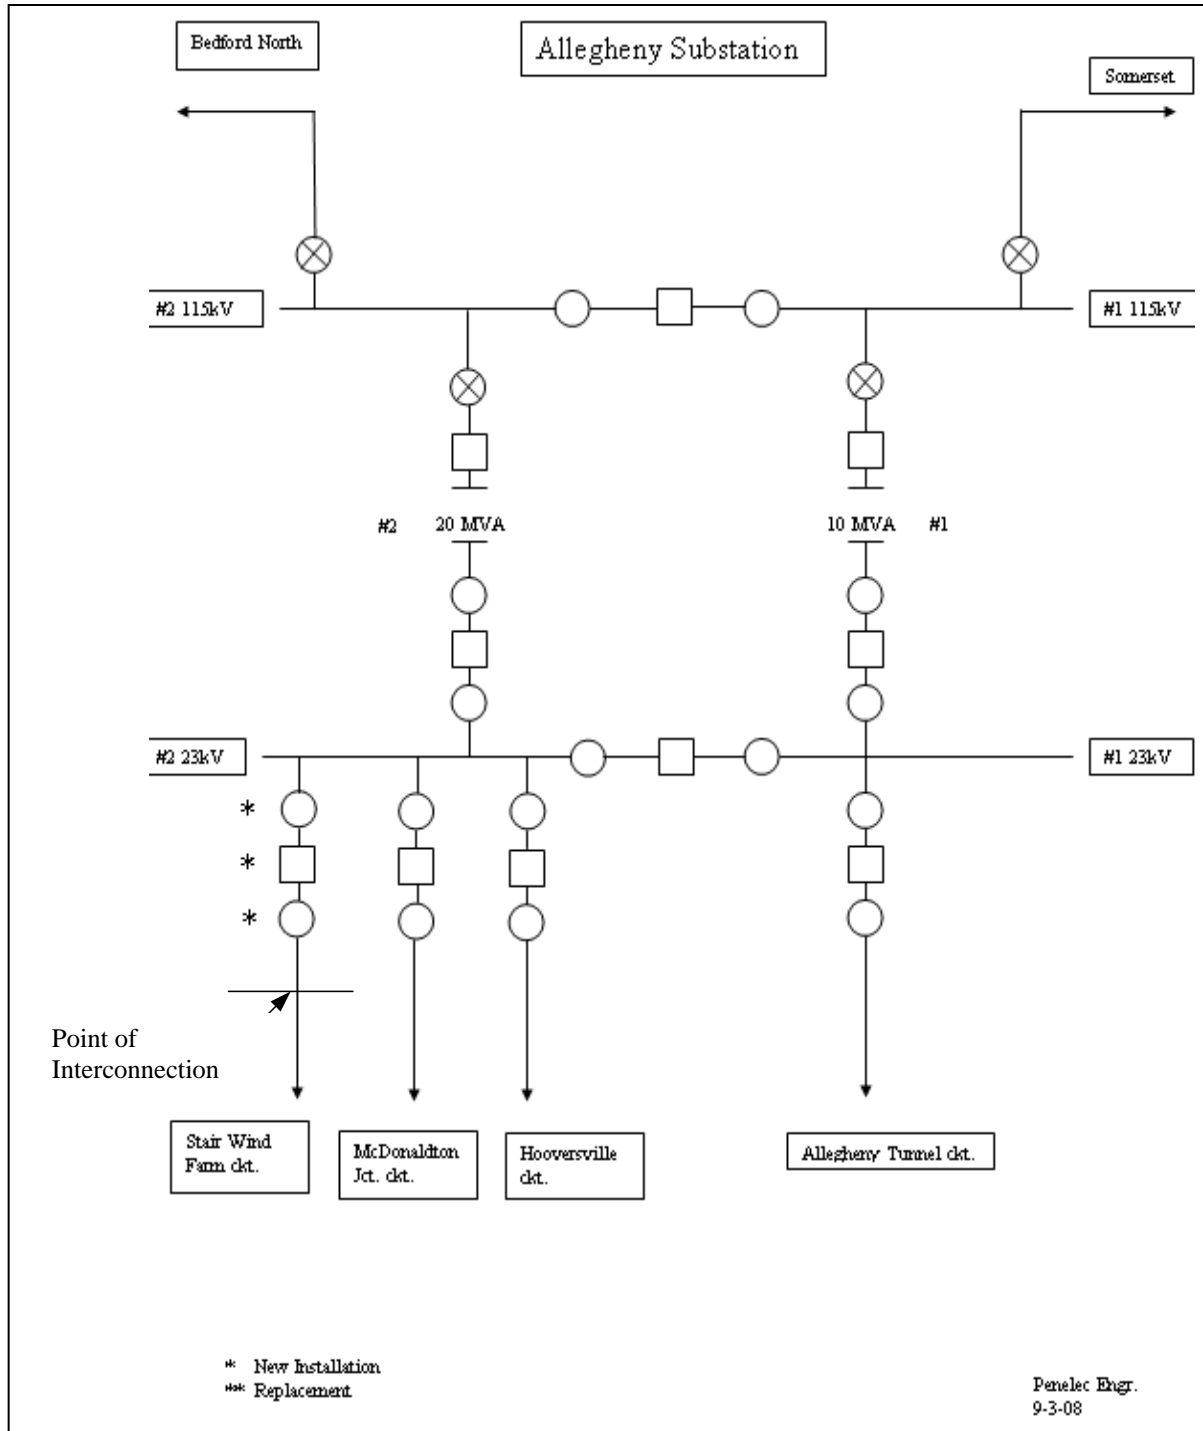 Bedford North
Allegheny Substation
Somerset
#2 115kV
#1 115kV
#2
20 MVA
10 MVA
#1
#2 23kV
#1 23kV
*
*
*
Point of
Interconnection
Stair Wind
Farm ckt.
McDonaldton
Jct. ckt.
Hooversville
ckt.
Allegheny Tunnel ckt.
* New Installation
** Replacement
Penelec Engr.
9-3-08